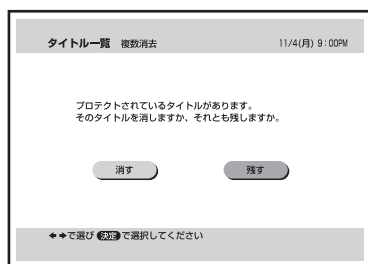 タイトル一覧 複数消去 11/4(月) 9:00PM
プロテクトされているタイトルがあります。
そのタイトルを消しますか、それとも残しますか。
消す 残す
←→で選び 決定 で選択してください